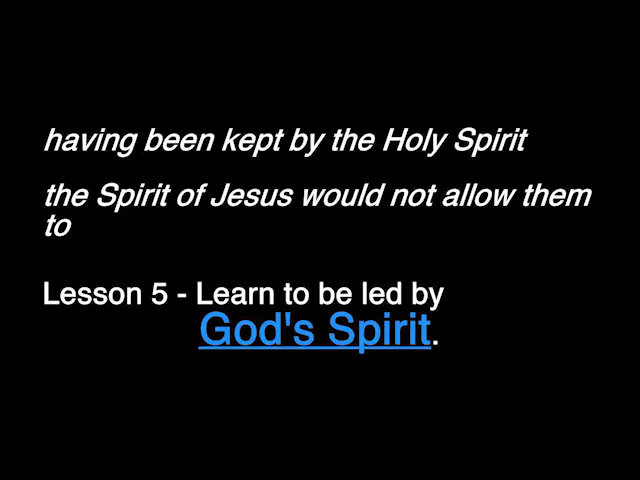 having been kept by the Holy Spirit
the Spirit of Jesus would not allow them
to
Lesson 5 - Learn to be led by
God's Spirit.